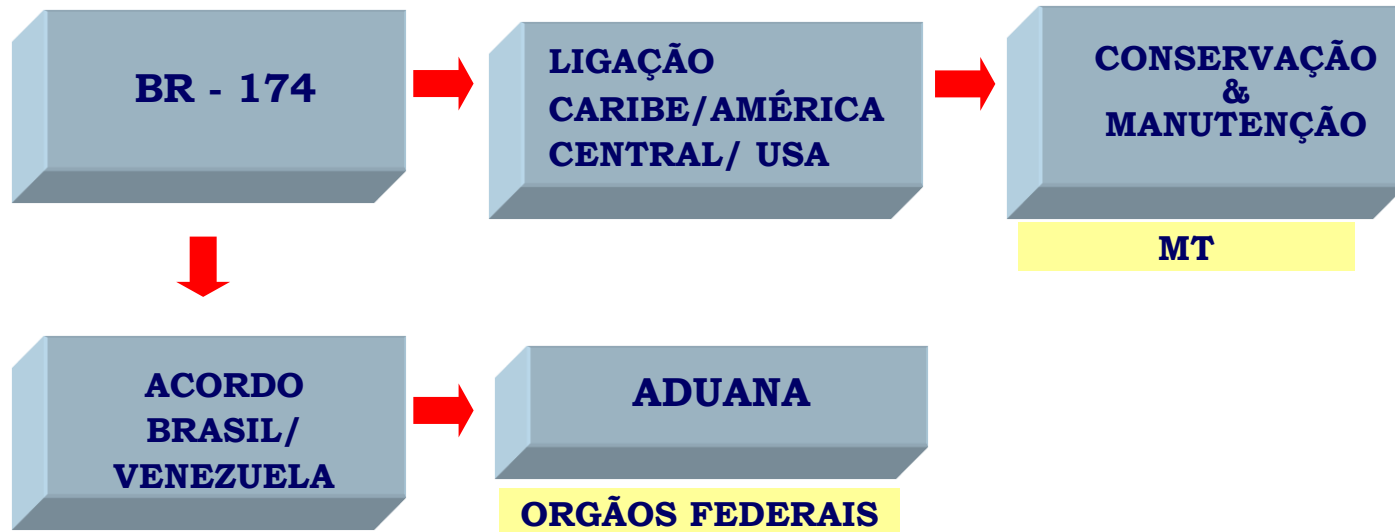 BR - 174
LIGAÇÃO
CARIBE/AMÉRICA
CENTRAL/ USA
CONSERVAÇÃO
&
MANUTENÇÃO
MT
ACORDO
BRASIL/
VENEZUELA
ADUANA
ORGÃOS FEDERAIS